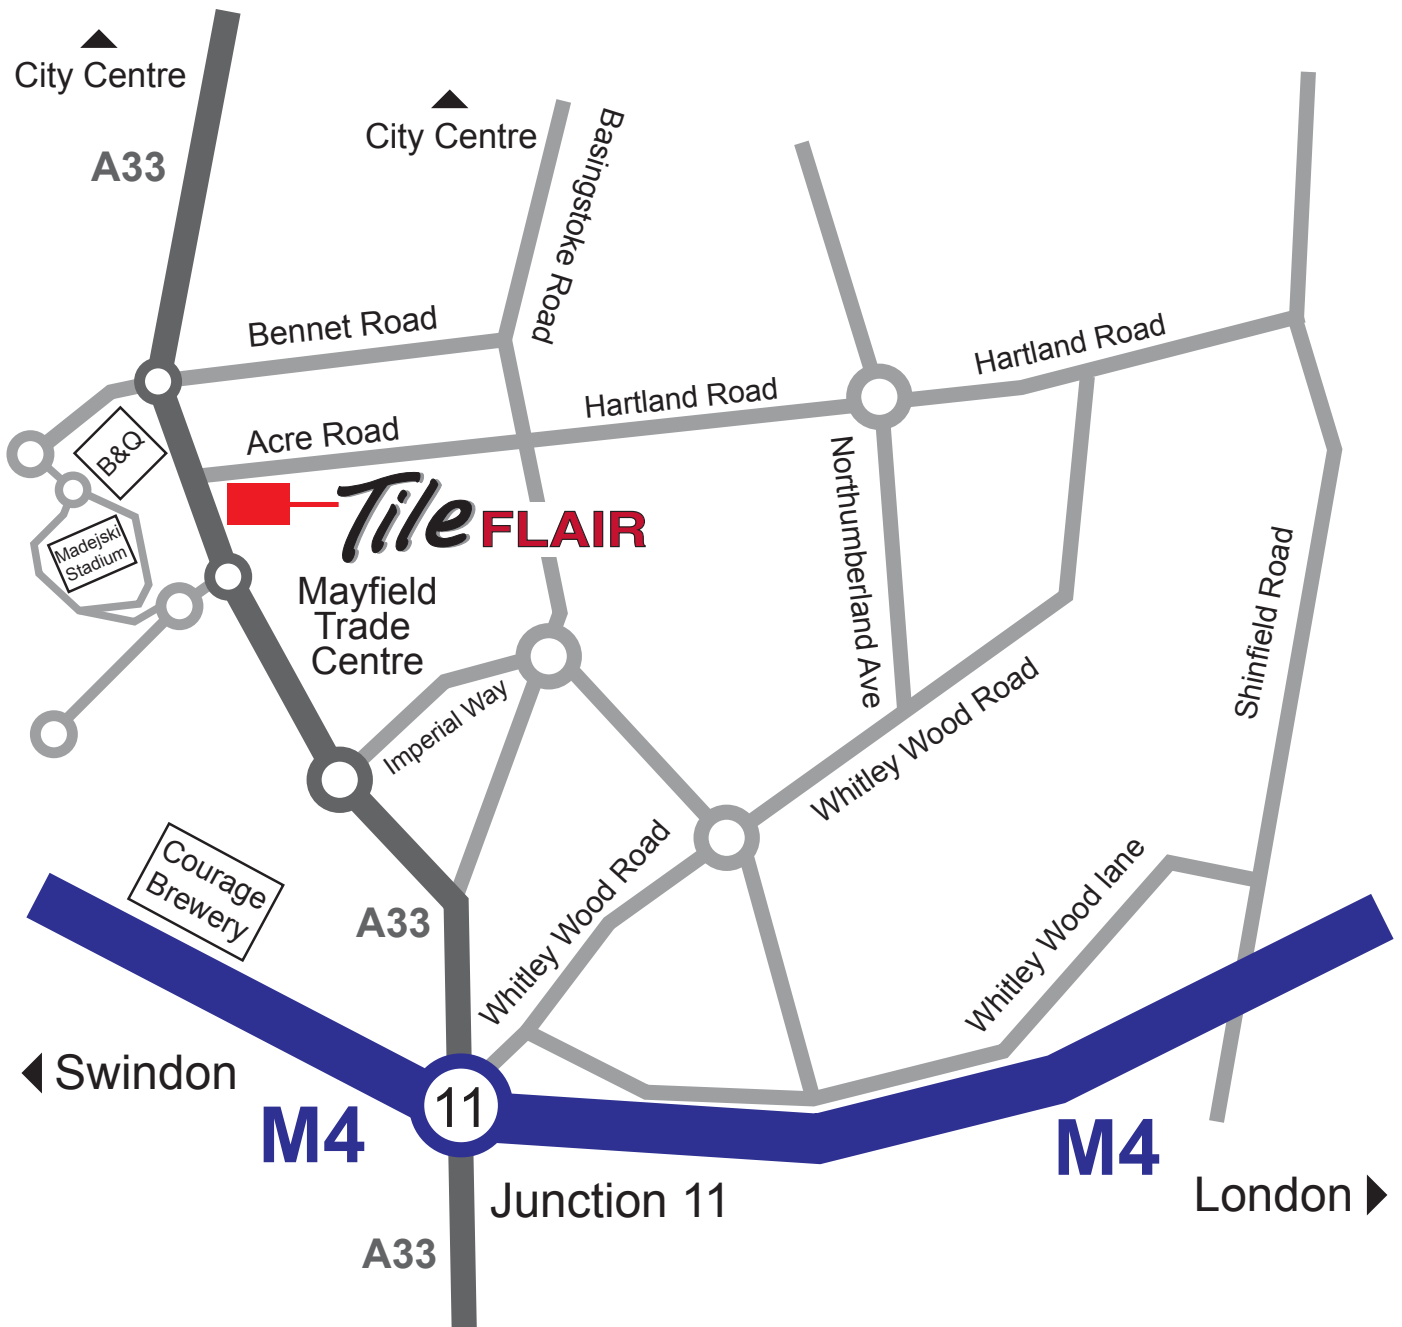 City Centre
City Centre
A33
Basingstoke Road
Bennet Road
Hartland Road
Hartland Road
Acre Road
B&Q
Tile FLAIR
Madejski
Stadium
Mayfield
Trade
Centre
Northumberland Ave
Shinfield Road
Imperial Way
Whitley Wood Road
Courage
Brewery
A33
Whitley Wood Road
Whitley Wood lane
Swindon
11
M4
M4
Junction 11
London
A33